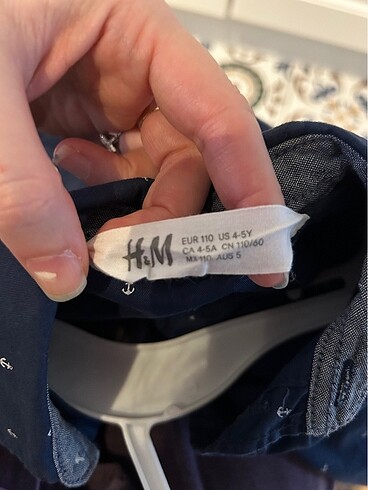 H&M
EUR 110 US 4-5Y
CA 4-5A CN 110/60
MX 110 AUS 5